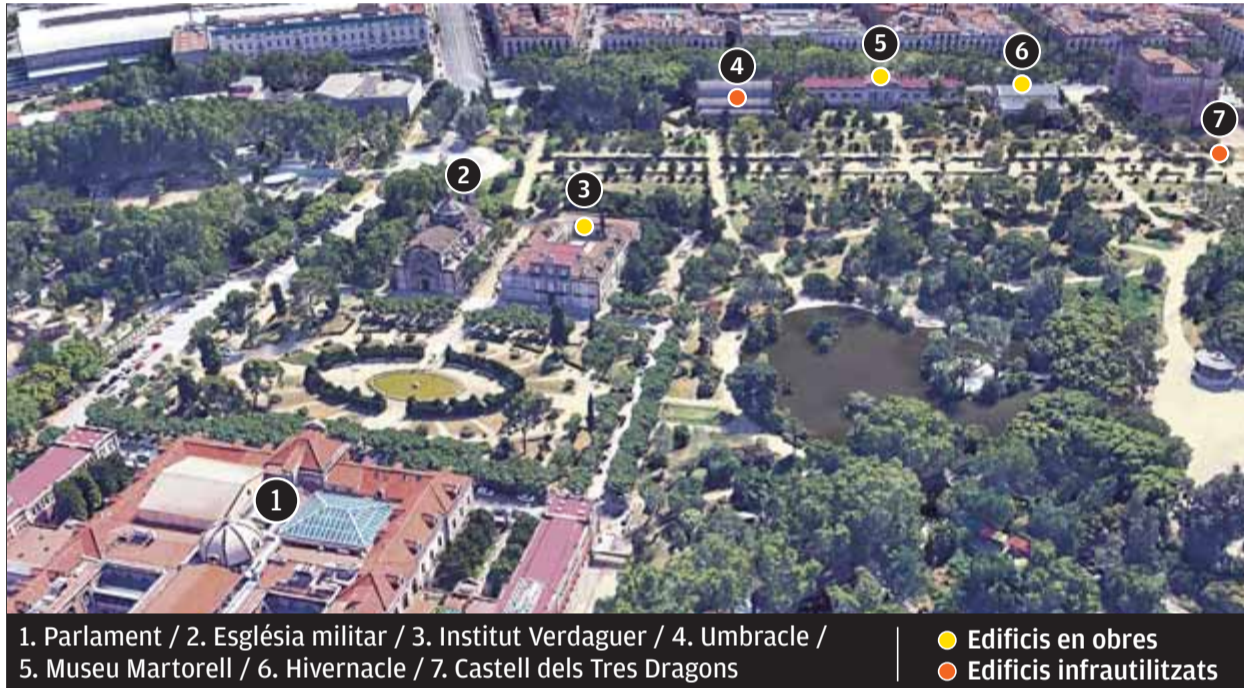 4
5
6
7
2
3
1
1. Parlament / 2. Església militar / 3. Institut Verdaguer / 4. Umbracle /
5. Museu Martorell / 6. Hivernacle / 7. Castell dels Tres Dragons
Edificis en obres
Edificis infrautilitzats